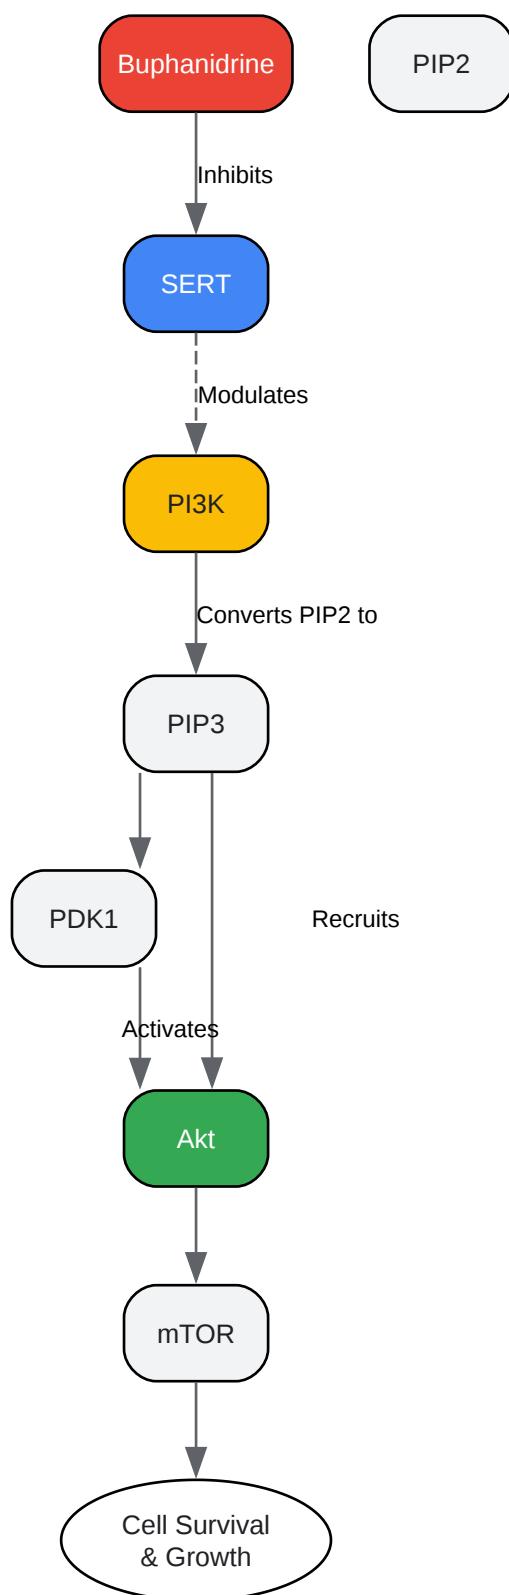 Buphanidrine
PIP2
Inhibits
SERT
Modulates
PI3K
Converts PIP2 to
PIP3
PDK1
Recruits
Activates
Akt
mTOR
Cell Survival
& Growth